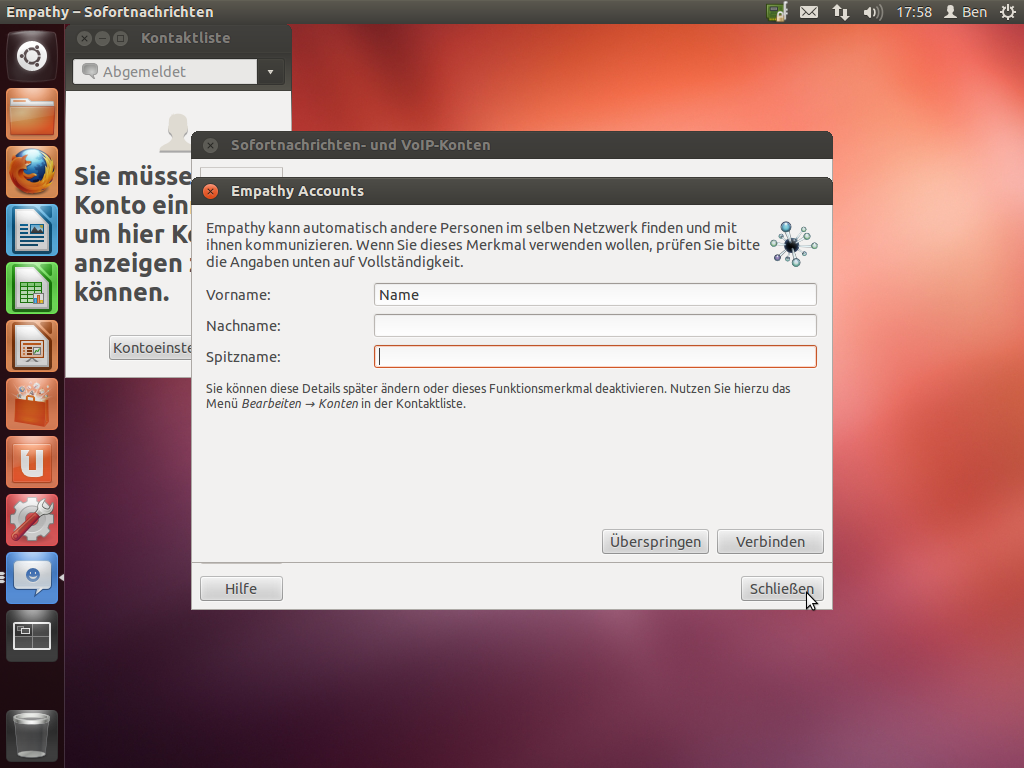 Empathy – Sofortnachrichten
17:58
Ben
Kontaktliste
Abgemeldet
Sie müsse
Konto ein
um hier K
anzeigen
können.
Kontoeinste
Sofortnachrichten- und VoIP-Konten
Empathy Accounts
Empathy kann automatisch andere Personen im selben Netzwerk finden und mit
ihnen kommunizieren. Wenn Sie dieses Merkmal verwenden wollen, prüfen Sie bitte
die Angaben unten auf Vollständigkeit.
Vorname:
Name
Nachname:
Spitzname:
Sie können diese Details später ändern oder dieses Funktionsmerkmal deaktivieren. Nutzen Sie hierzu das
Menü Bearbeiten → Konten in der Kontaktliste.
Überspringen
Verbinden
Hilfe
Schließen